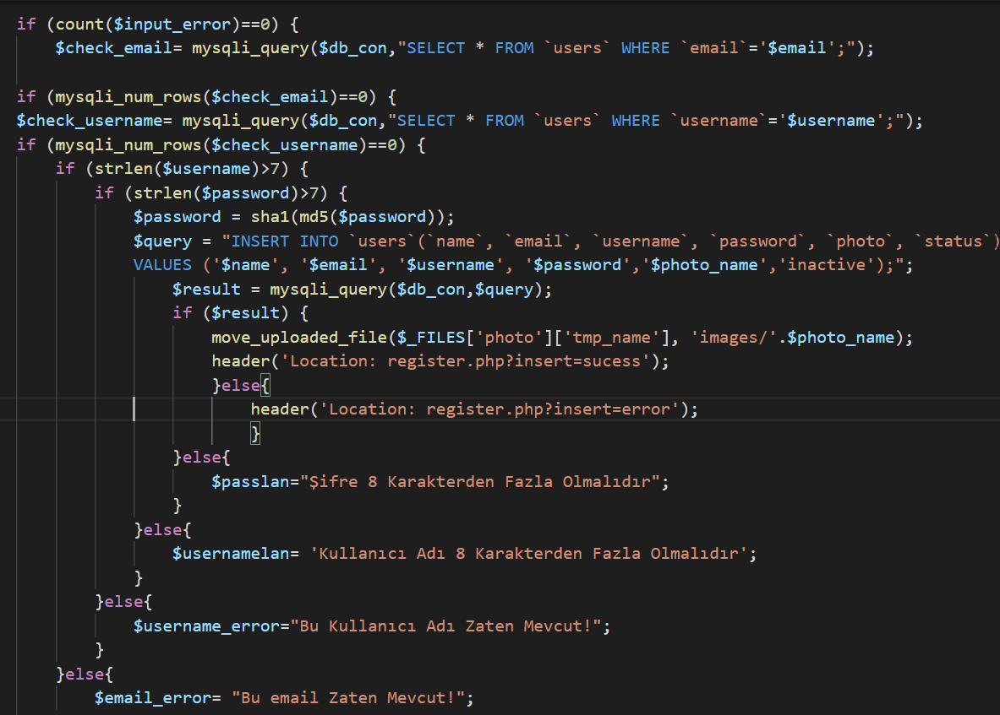 if (count($input_error)==0) {
$check_email= mysqli_query($db_con,"SELECT * FROM `users` WHERE `email`='$email';");
if (mysqli_num_rows($check_email)==0) {
$check_username= mysqli_query($db_con,"SELECT * FROM `users` WHERE `username`='$username';");
if (mysqli_num_rows($check_username)==0) {
if (strlen($username)>7) {
if (strlen($password)>7) {
$password = sha1(md5($password));
$query = "INSERT INTO `users`(`name`, `email`, `username`, `password`, `photo`, `status`)
VALUES ('$name', '$email', '$username', '$password','$photo_name','inactive');";
$result = mysqli_query($db_con,$query);
if ($result) {
move_uploaded_file($_FILES['photo']['tmp_name'], 'images/'.$photo_name);
header('Location: register.php?insert=sucess');
}else{
header('Location: register.php?insert=error');
}
}else{
$passlan="Şifre 8 Karakterden Fazla Olmalıdır";
}
}else{
$usernamelan= 'Kullanıcı Adı 8 Karakterden Fazla Olmalıdır';
}
}else{
$username_error="Bu Kullanıcı Adı Zaten Mevcut!";
}
}else{
$email_error= "Bu email Zaten Mevcut!";